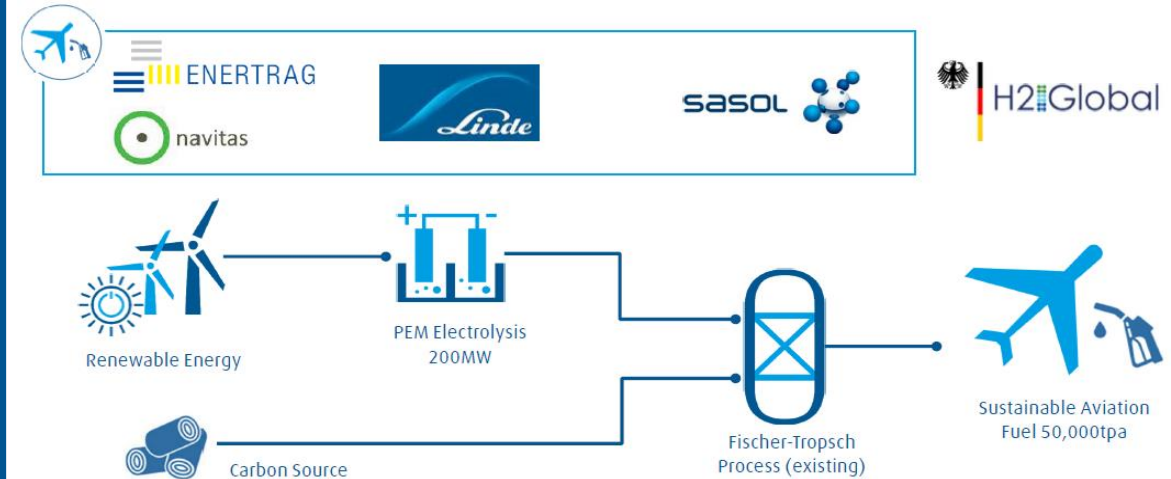 ENERTRAG
navitas
Linde
sasol
H2Global
Renewable Energy
+ -
PEM Electrolysis
200MW
Carbon Source
Fischer-Tropsch
Process (existing)
Sustainable Aviation
Fuel 50,000tpa